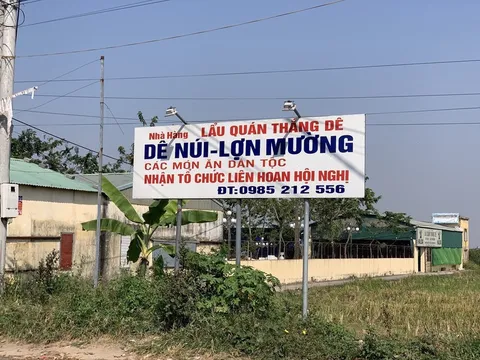 Nhà Hàng LẨU QUÁN THẮNG DÊ
DÊ NÚI-LỢN MƯỜNG
CÁC MÓN ĂN DÂN TỘC
NHẬN TỔ CHỨC LIÊN HOAN HỘI NGHỊ
ĐT:0985 212 556